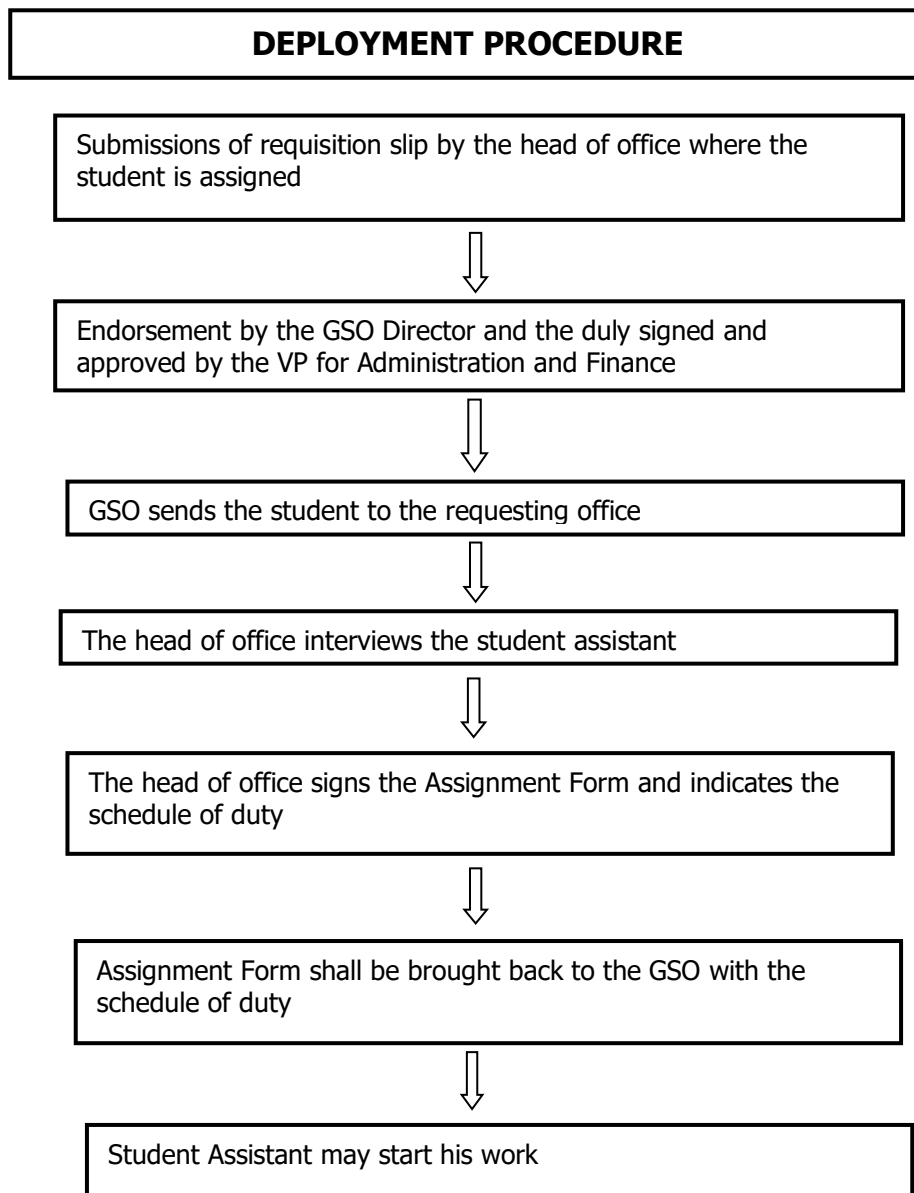 DEPLOYMENT PROCEDURE
Submissions of requisition slip by the head of office where the
student is assigned
Endorsement by the GSO Director and the duly signed and
approved by the VP for Administration and Finance
GSO sends the student to the requesting office
The head of office interviews the student assistant
The head of office signs the Assignment Form and indicates the
schedule of duty
Assignment Form shall be brought back to the GSO with the
schedule of duty
Student Assistant may start his work